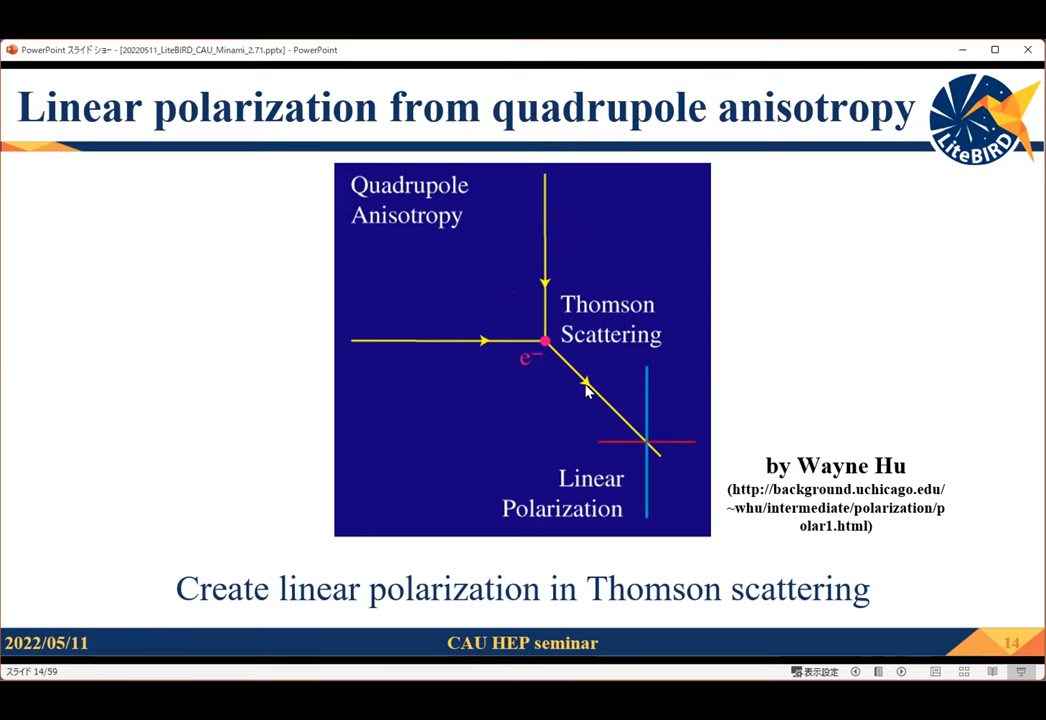 PowerPoint スライド ショー - [20220511_LiteBIRD_CAU_Minami_2.71.pptx] - PowerPoint
Linear polarization from quadrupole anisotropy
LiteBIRD
Quadrupole
Anisotropy
Thomson
Scattering
e−
Linear
Polarization
by Wayne Hu
(http://background.uchicago.edu/
~whu/intermediate/polarization/p
olar1.html)
Create linear polarization in Thomson scattering
2022/05/11
CAU HEP seminar
14
スライド 14/59
表示設定